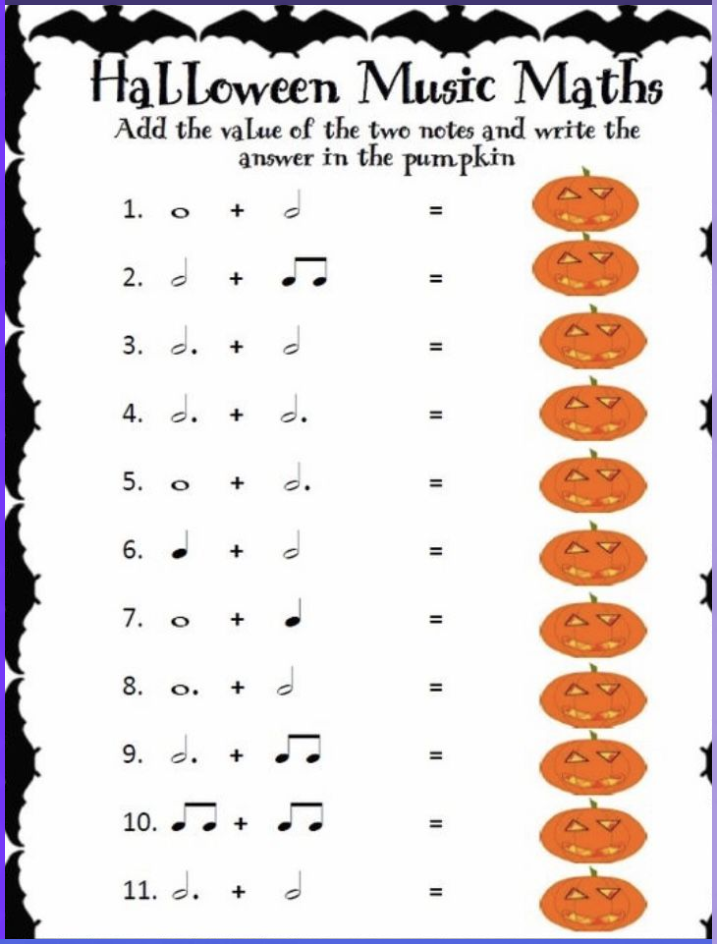 Halloween Music Maths
Add the value of the two notes and write the
answer in the pumpkin
1. 𝅝 + 𝅗𝅥 =
2. 𝅗𝅥 + ♫ =
3. 𝅗𝅥. + 𝅗𝅥 =
4. 𝅗𝅥. + 𝅗𝅥. =
5. 𝅝 + 𝅗𝅥. =
6. ♩ + 𝅗𝅥 =
7. 𝅝 + ♩ =
8. 𝅝. + 𝅗𝅥 =
9. 𝅗𝅥. + ♫ =
10. ♫ + ♫ =
11. 𝅗𝅥. + 𝅗𝅥 =